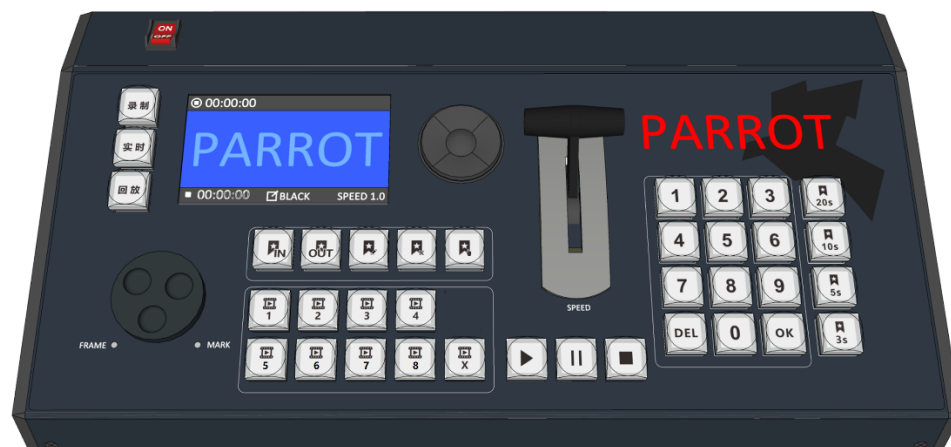 ON
OFF
录制
实时
回放
00:00:00
PARROT
00:00:00
BLACK
SPEED 1.0
PARROT
IN
OUT
1
2
3
4
5
6
7
8
X
FRAME
MARK
SPEED
1
2
3
20s
4
5
6
10s
7
8
9
5s
DEL
0
OK
3s